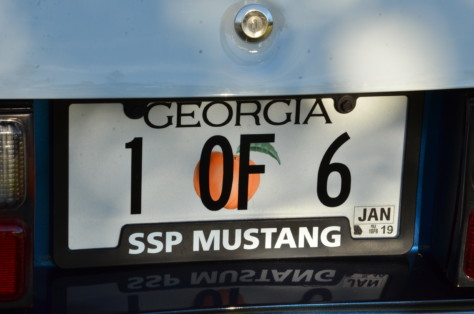 GEORGIA
1 OF 6
JAN
19
SSP MUSTANG